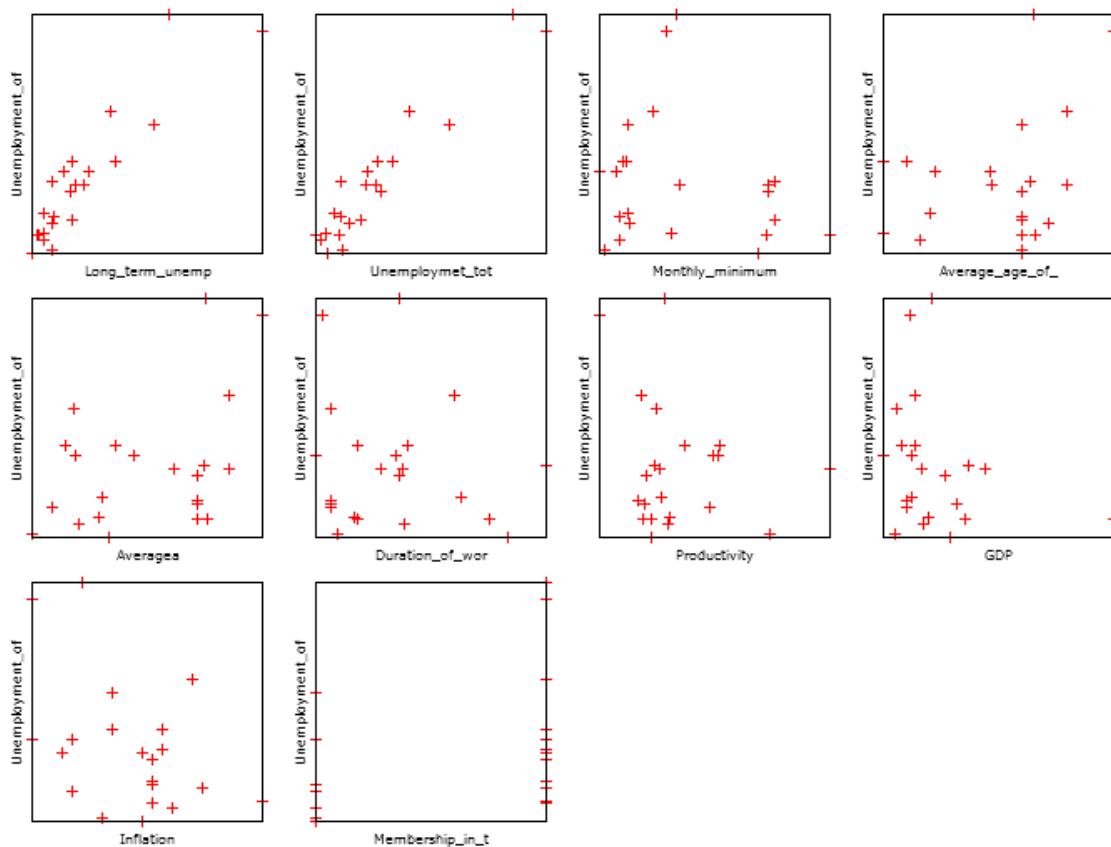 Unemployment_of
Long_term_unemp
Unemployment_of
Unemploymet_tot
Unemployment_of
Monthly_minimum
Unemployment_of
Average_age_of_
Unemployment_of
Averagea
Unemployment_of
Duration_of_wor
Unemployment_of
Productivity
Unemployment_of
GDP
Unemployment_of
Inflation
Unemployment_of
Membership_in_t